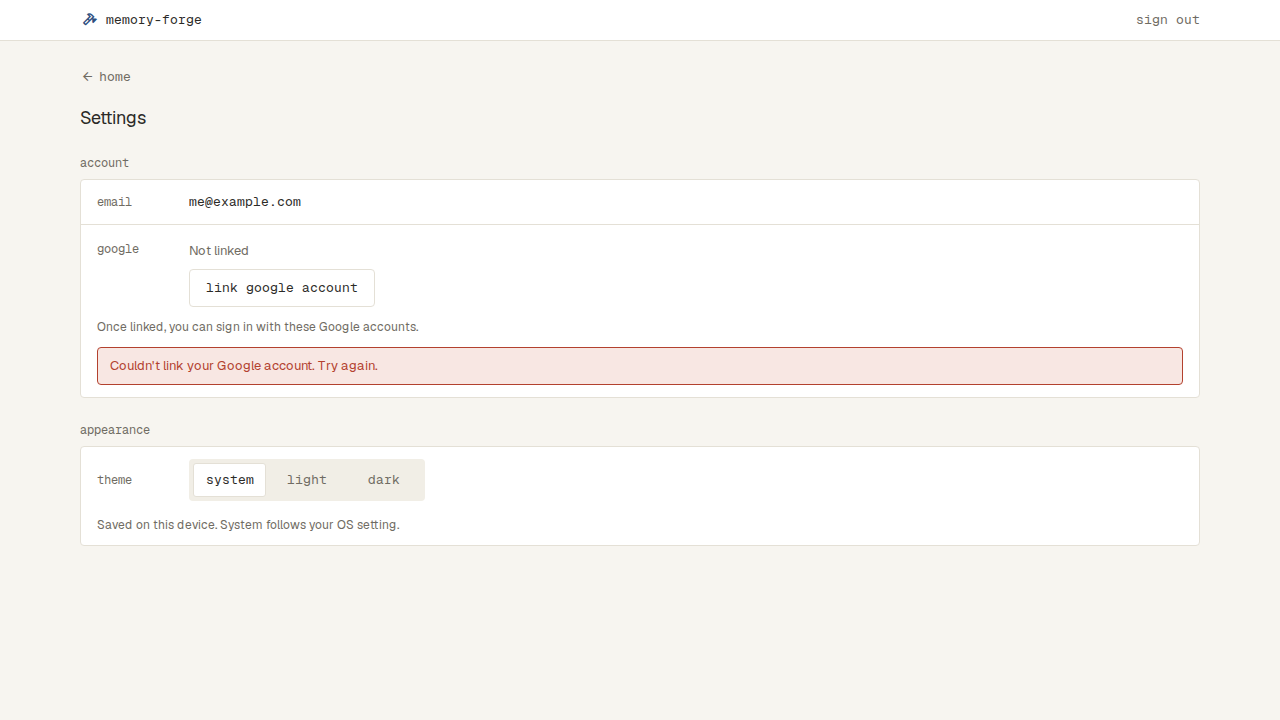 memory-forge
sign out
← home
Settings
account
email me@example.com
google Not linked
link google account
Once linked, you can sign in with these Google accounts.
Couldn't link your Google account. Try again.
appearance
theme system light dark
Saved on this device. System follows your OS setting.